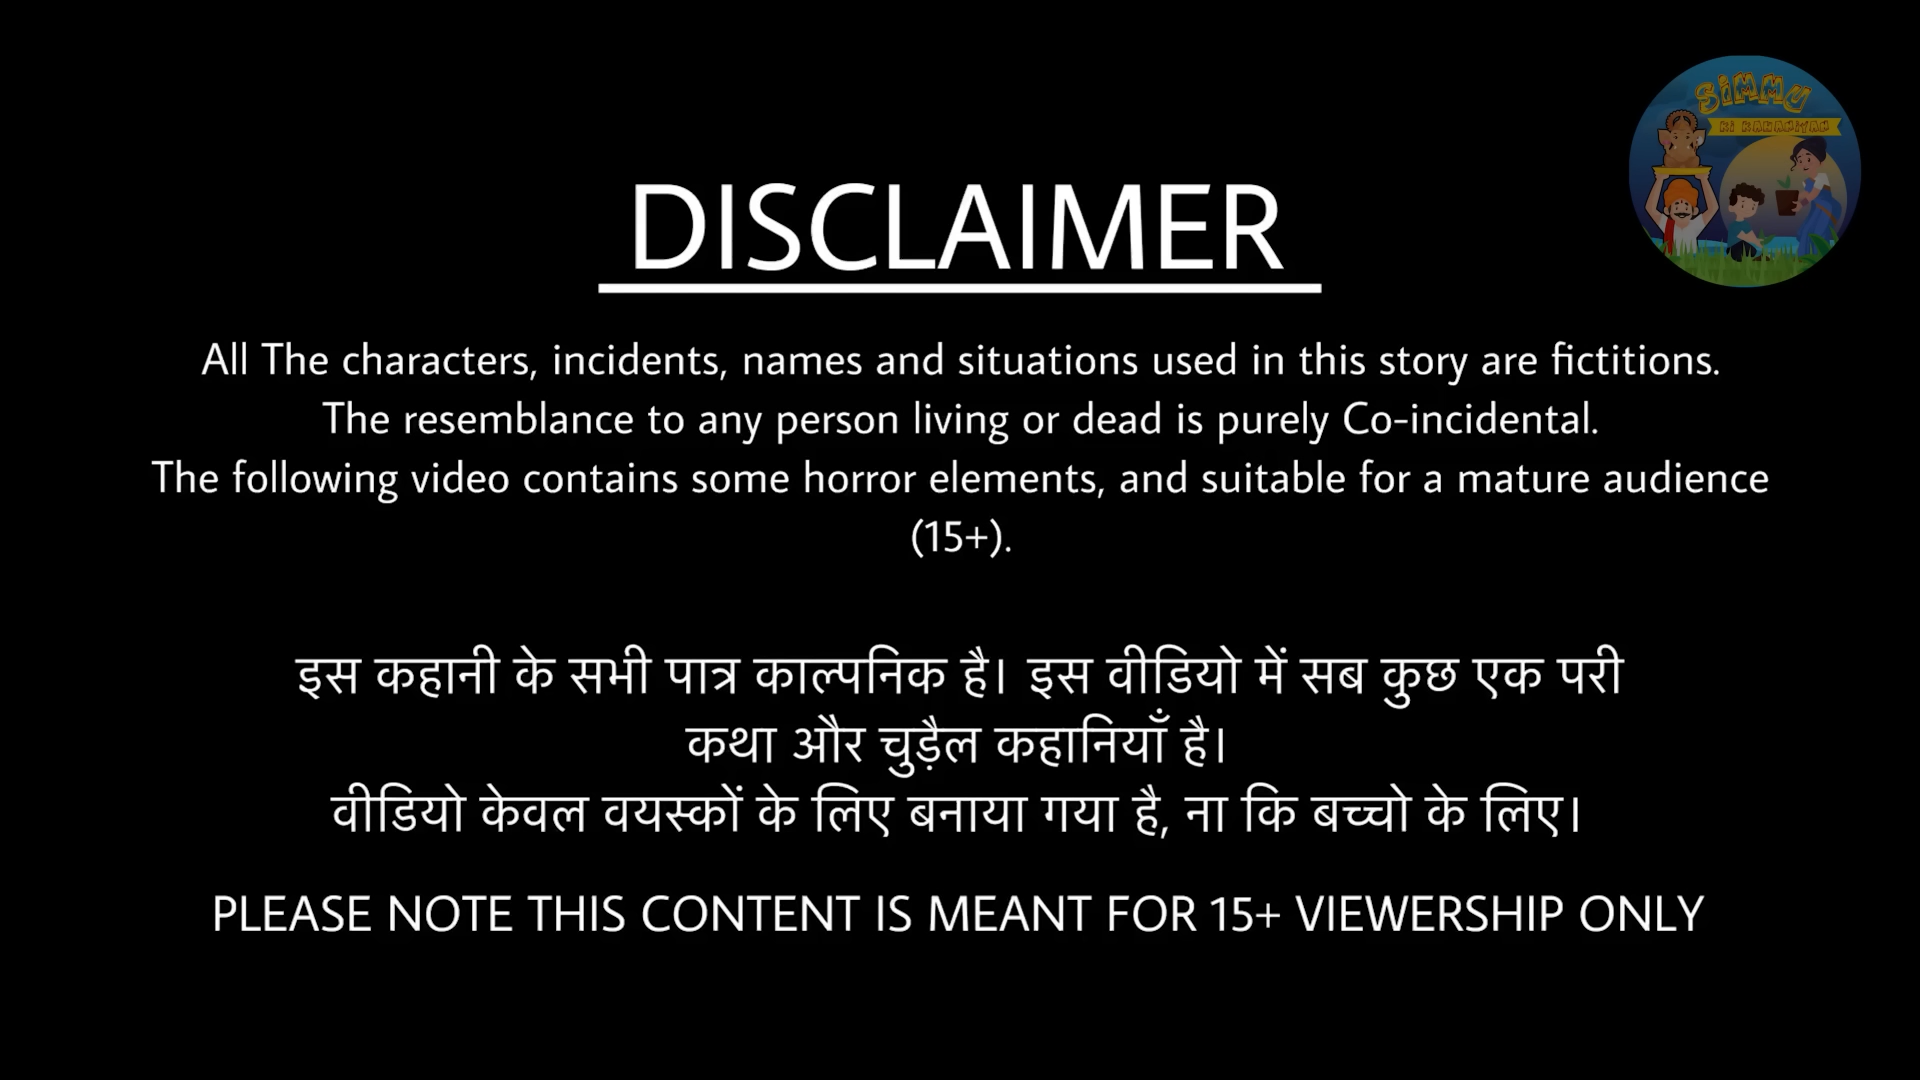 SIMMU
KI KAHANIYAN
DISCLAIMER
All The characters, incidents, names and situations used in this story are fictitions.
The resemblance to any person living or dead is purely Co-incidental.
The following video contains some horror elements, and suitable for a mature audience
(15+).
इस कहानी के सभी पात्र काल्पनिक है। इस वीडियो में सब कुछ एक परी
कथा और चुड़ैल कहानियाँ है।
वीडियो केवल वयस्कों के लिए बनाया गया है, ना कि बच्चो के लिए।
PLEASE NOTE THIS CONTENT IS MEANT FOR 15+ VIEWERSHIP ONLY